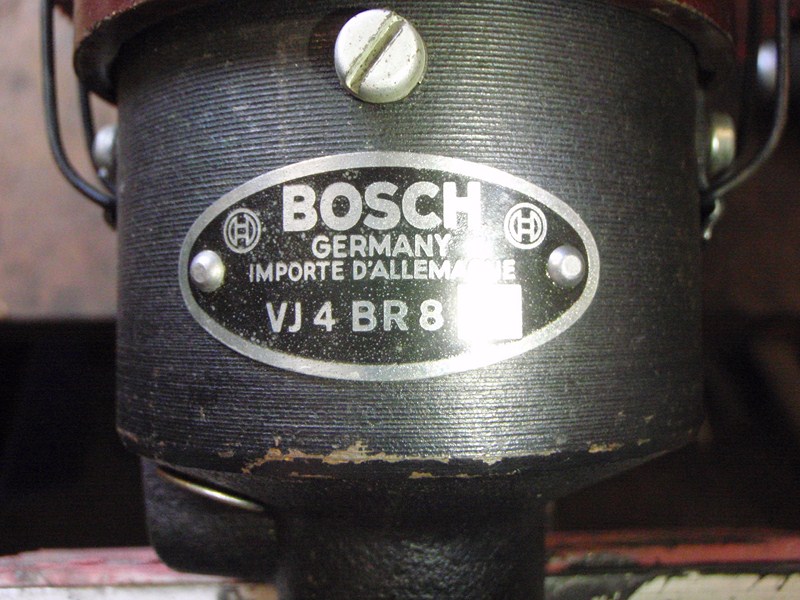 BOSCH
GERMANY
IMPORTE D'ALLEMAGNE
VJ 4 BR 8